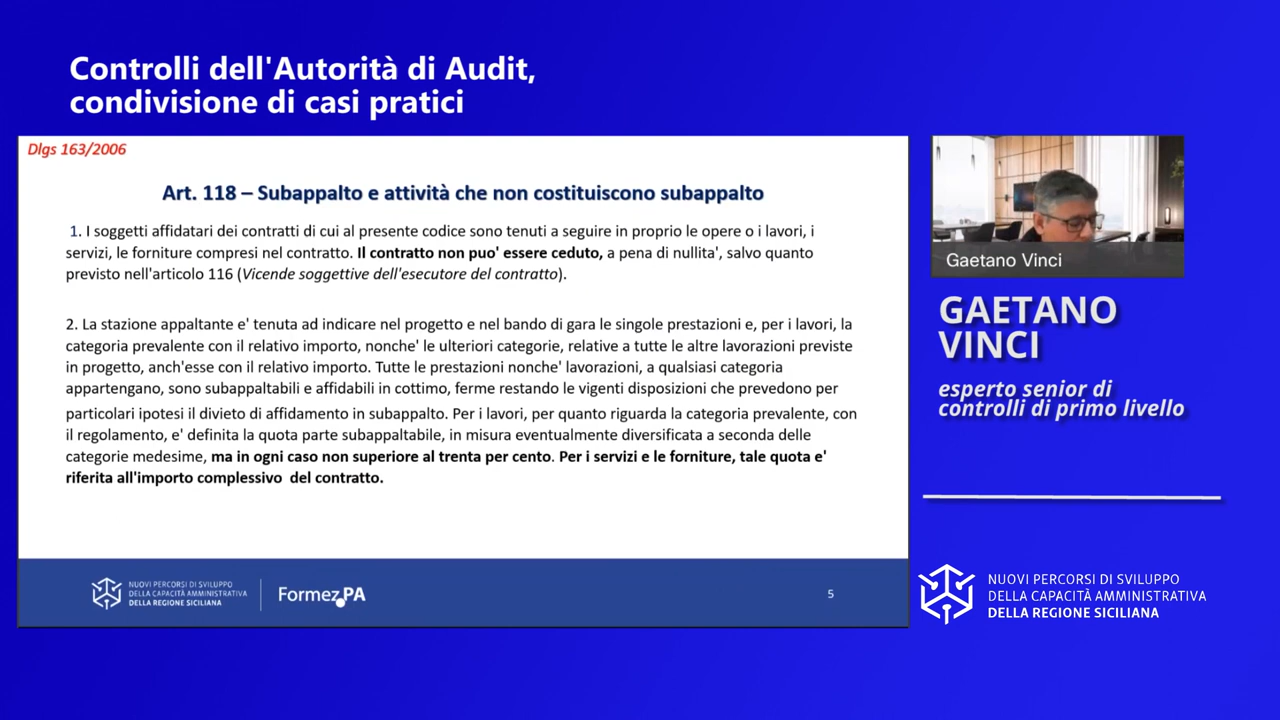 Controlli dell'Autorità di Audit,
condivisione di casi pratici
Dlgs 163/2006
Art. 118 – Subappalto e attività che non costituiscono subappalto
1. I soggetti affidatari dei contratti di cui al presente codice sono tenuti a seguire in proprio le opere o i lavori, i
servizi, le forniture compresi nel contratto. Il contratto non puo' essere ceduto, a pena di nullita', salvo quanto
previsto nell'articolo 116 (Vicende soggettive dell'esecutore del contratto).
2. La stazione appaltante e' tenuta ad indicare nel progetto e nel bando di gara le singole prestazioni e, per i lavori, la
categoria prevalente con il relativo importo, nonche' le ulteriori categorie, relative a tutte le altre lavorazioni previste
in progetto, anch'esse con il relativo importo. Tutte le prestazioni nonche' lavorazioni, a qualsiasi categoria
appartengano, sono subappaltabili e affidabili in cottimo, ferme restando le vigenti disposizioni che prevedono per
particolari ipotesi il divieto di affidamento in subappalto. Per i lavori, per quanto riguarda la categoria prevalente, con
il regolamento, e' definita la quota parte subappaltabile, in misura eventualmente diversificata a seconda delle
categorie medesime, ma in ogni caso non superiore al trenta per cento. Per i servizi e le forniture, tale quota e'
riferita all'importo complessivo del contratto.
NUOVI PERCORSI DI SVILUPPO
DELLA CAPACITÀ AMMINISTRATIVA
DELLA REGIONE SICILIANA
Formez PA
5
Gaetano Vinci
GAETANO
VINCI
esperto senior di
controlli di primo livello
NUOVI PERCORSI DI SVILUPPO
DELLA CAPACITÀ AMMINISTRATIVA
DELLA REGIONE SICILIANA